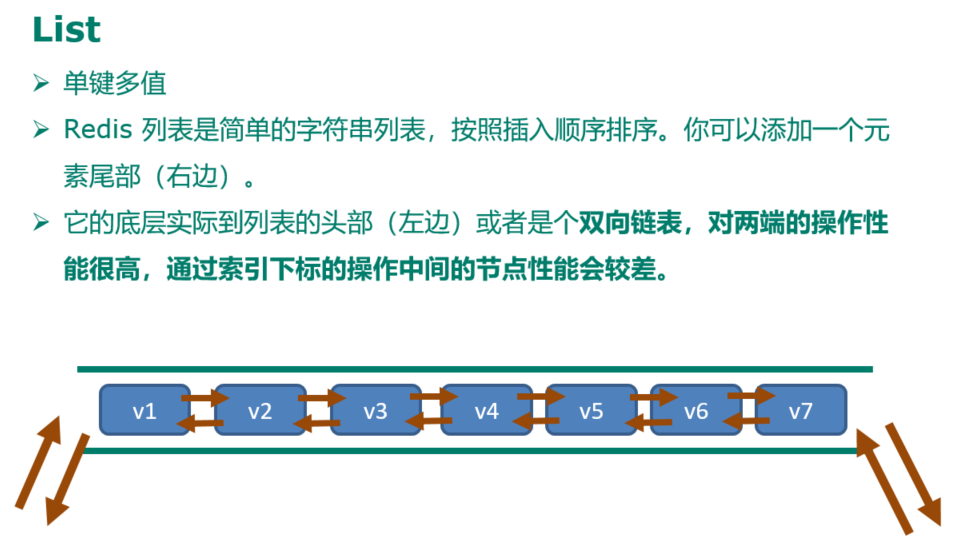 List
单键多值
Redis 列表是简单的字符串列表，按照插入顺序排序。你可以添加一个元
素尾部（右边）。
它的底层实际到列表的头部（左边）或者是个双向链表，对两端的操作性
能很高，通过索引下标的操作中间的节点性能会较差。
v1 v2 v3 v4 v5 v6 v7